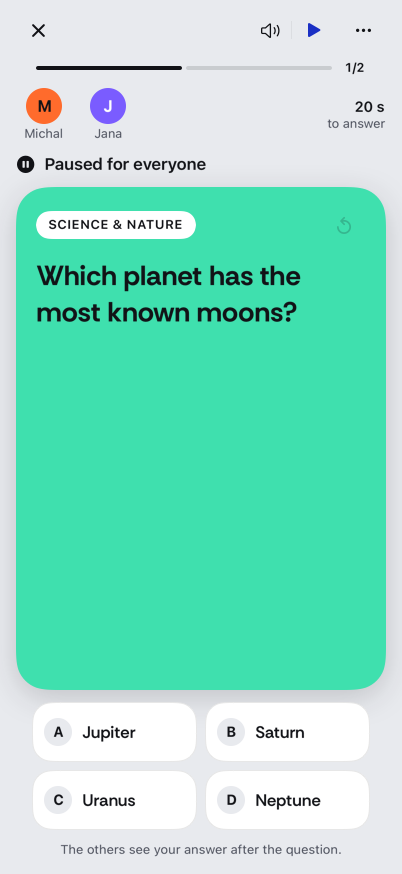 1/2
M
J
20 s
Michal
Jana
to answer
Paused for everyone
SCIENCE & NATURE
Which planet has the
most known moons?
A Jupiter
B Saturn
C Uranus
D Neptune
The others see your answer after the question.